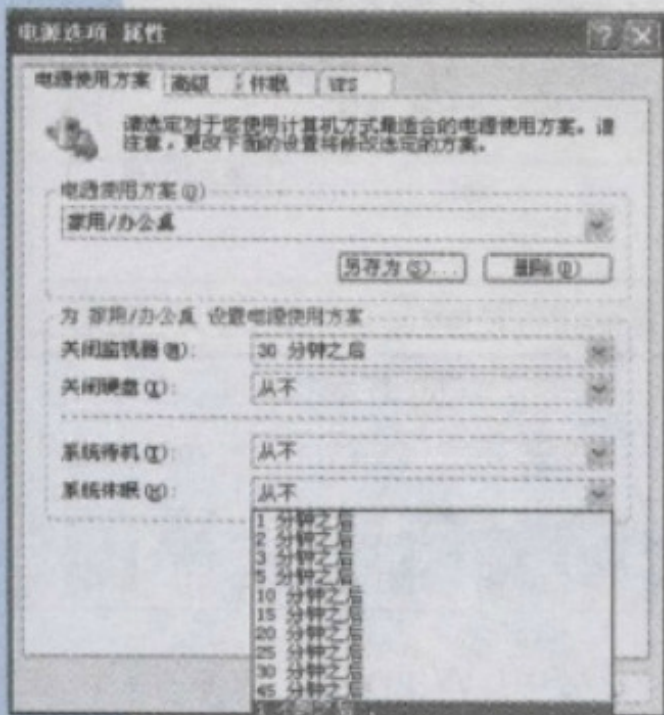 电源选项 属性
电源使用方案 高级 休眠 UPS
请选定对于您使用计算机方式最适合的电源使用方案。请
注意，更改下面的设置将修改选定的方案。
电源使用方案(O)
家用/办公桌
另存为(S)... 删除(D)
为 家用/办公桌 设置电源使用方案
关闭监视器(M): 30 分钟之后
关闭硬盘(I): 从不
系统待机(T): 从不
系统休眠(H): 从不
1 分钟之后
2 分钟之后
3 分钟之后
5 分钟之后
10 分钟之后
15 分钟之后
20 分钟之后
25 分钟之后
30 分钟之后
45 分钟之后